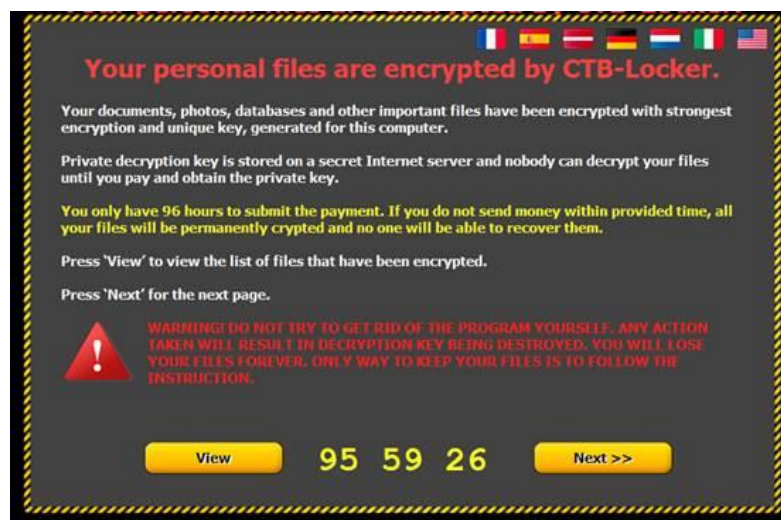 Your personal files are encrypted by CTB-Locker.
Your documents, photos, databases and other important files have been encrypted with strongest
encryption and unique key, generated for this computer.
Private decryption key is stored on a secret Internet server and nobody can decrypt your files
until you pay and obtain the private key.
You only have 96 hours to submit the payment. If you do not send money within provided time, all
your files will be permanently crypted and no one will be able to recover them.
Press 'View' to view the list of files that have been encrypted.
Press 'Next' for the next page.
WARNING! DO NOT TRY TO GET RID OF THE PROGRAM YOURSELF. ANY ACTION
TAKEN WILL RESULT IN DECRYPTION KEY BEING DESTROYED. YOU WILL LOSE
YOUR FILES FOREVER. ONLY WAY TO KEEP YOUR FILES IS TO FOLLOW THE
INSTRUCTION.
View 95 59 26 Next >>